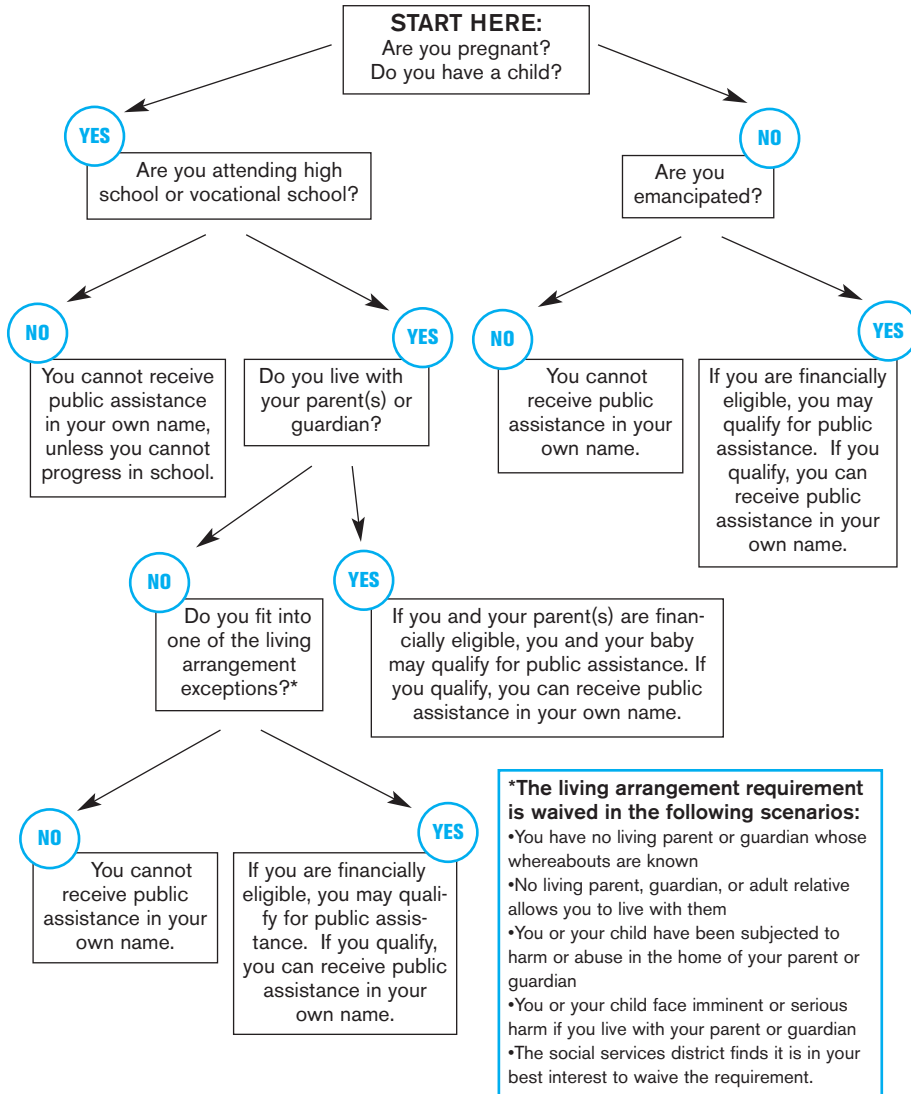 START HERE:
Are you pregnant?
Do you have a child?
YES
Are you attending high
school or vocational school?
NO
Are you
emancipated?
NO
You cannot receive
public assistance
in your own name,
unless you cannot
progress in school.
YES
Do you live with
your parent(s) or
guardian?
NO
You cannot
receive public
assistance in your
own name.
YES
If you are financially
eligible, you may
qualify for public
assistance. If you
qualify, you can
receive public
assistance in your
own name.
NO
Do you fit into
one of the living
arrangement
exceptions?*
YES
If you and your parent(s) are finan-
cially eligible, you and your baby
may qualify for public assistance. If
you qualify, you can receive public
assistance in your own name.
NO
You cannot
receive public
assistance in your
own name.
YES
If you are financially
eligible, you may quali-
fy for public assis-
tance. If you qualify,
you can receive public
assistance in your
own name.
*The living arrangement requirement
is waived in the following scenarios:
•You have no living parent or guardian whose
whereabouts are known
•No living parent, guardian, or adult relative
allows you to live with them
•You or your child have been subjected to
harm or abuse in the home of your parent or
guardian
•You or your child face imminent or serious
harm if you live with your parent or guardian
•The social services district finds it is in your
best interest to waive the requirement.